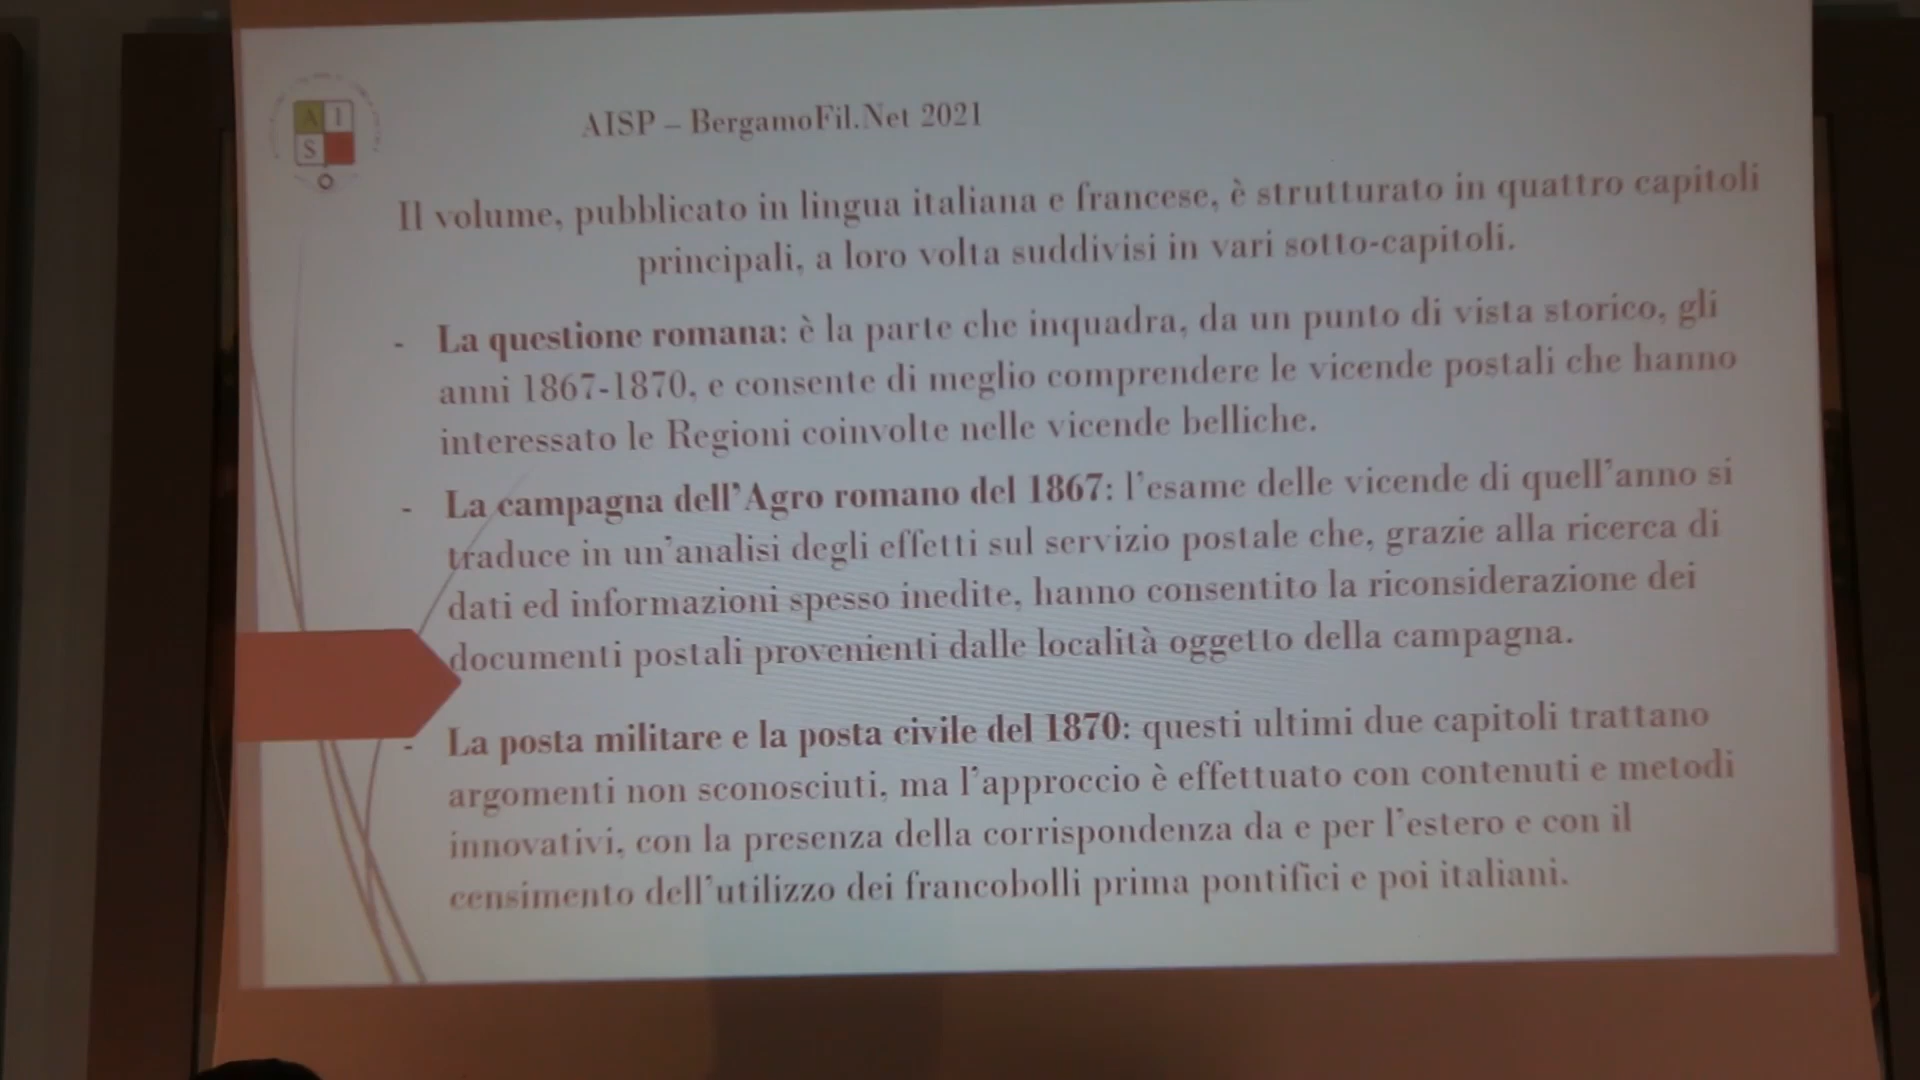 A I
S
AISP – BergamoFil.Net 2021
Il volume, pubblicato in lingua italiana e francese, è strutturato in quattro capitoli
principali, a loro volta suddivisi in vari sotto-capitoli.
- La questione romana: è la parte che inquadra, da un punto di vista storico, gli
anni 1867-1870, e consente di meglio comprendere le vicende postali che hanno
interessato le Regioni coinvolte nelle vicende belliche.
- La campagna dell'Agro romano del 1867: l'esame delle vicende di quell'anno si
traduce in un'analisi degli effetti sul servizio postale che, grazie alla ricerca di
dati ed informazioni spesso inedite, hanno consentito la riconsiderazione dei
documenti postali provenienti dalle località oggetto della campagna.
- La posta militare e la posta civile del 1870: questi ultimi due capitoli trattano
argomenti non sconosciuti, ma l'approccio è effettuato con contenuti e metodi
innovativi, con la presenza della corrispondenza da e per l'estero e con il
censimento dell'utilizzo dei francobolli prima pontifici e poi italiani.